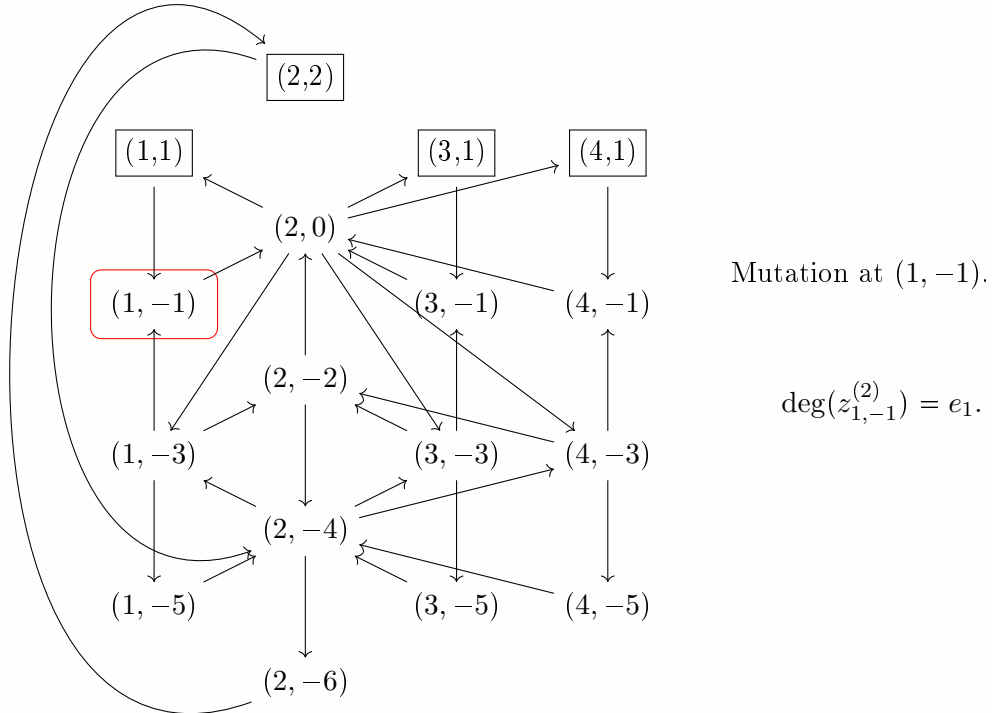 (2,2)
(1,1) (3,1) (4,1)
(2, 0)
Mutation at (1, −1).
(1, −1) (3, −1) (4, −1)
(2, −2)
deg(z_{1,−1}^{(2)}) = e_1.
(1, −3) (3, −3) (4, −3)
(2, −4)
(1, −5) (3, −5) (4, −5)
(2, −6)